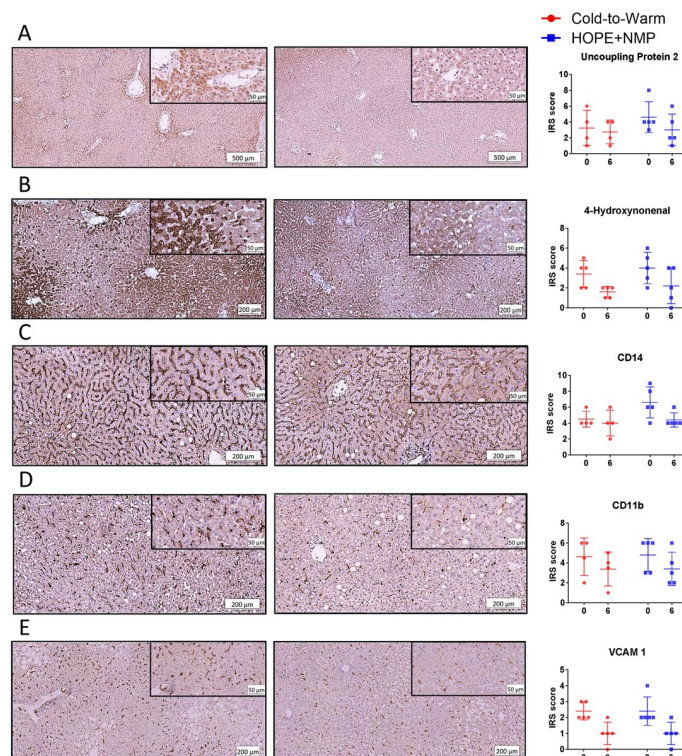 Cold-to-Warm
HOPE+NMP
A
50 µm
500 µm
50 µm
500 µm
Uncoupling Protein 2
IRS score
10
8
6
4
2
0
0 6 0 6
B
50 µm
200 µm
50 µm
200 µm
4-Hydroxynonenal
IRS score
8
6
4
2
0
0 6 0 6
C
50 µm
200 µm
50 µm
200 µm
CD14
IRS score
10
8
6
4
2
0
0 6 0 6
D
50 µm
200 µm
50 µm
200 µm
CD11b
IRS score
8
6
4
2
0
0 6 0 6
E
50 µm
200 µm
50 µm
200 µm
VCAM 1
IRS score
5
4
3
2
1
0